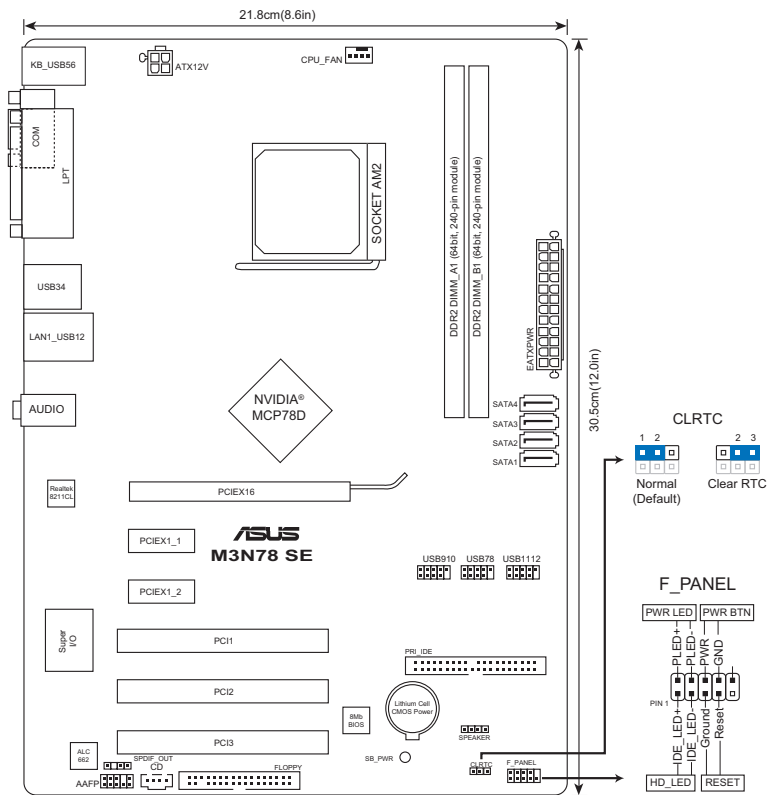 21.8cm(8.6in)
KB_USB56
ATX12V
CPU_FAN
COM
LPT
SOCKET AM2
DDR2 DIMM_A1 (64bit, 240-pin module)
DDR2 DIMM_B1 (64bit, 240-pin module)
EATXPWR
30.5cm(12.0in)
USB34
LAN1_USB12
AUDIO
NVIDIA®
MCP78D
SATA4
SATA3
SATA2
SATA1
CLRTC
1 2
2 3
Normal
(Default)
Clear RTC
Realtek
8211CL
PCIEX16
PCIEX1_1
ASUS
M3N78 SE
PCIEX1_2
USB910
USB78
USB1112
Super
I/O
PCI1
PRI_IDE
PCI2
Lithium Cell
CMOS Power
8Mb
BIOS
SPEAKER
PCI3
ALC
662
SPDIF_OUT
CD
AAFP
FLOPPY
SB_PWR
CLRTC
F_PANEL
F_PANEL
PWR LED
PWR BTN
PLED+
PLED-
PWR
GND
PIN 1
IDE_LED+
IDE_LED-
Ground
Reset
HD_LED
RESET